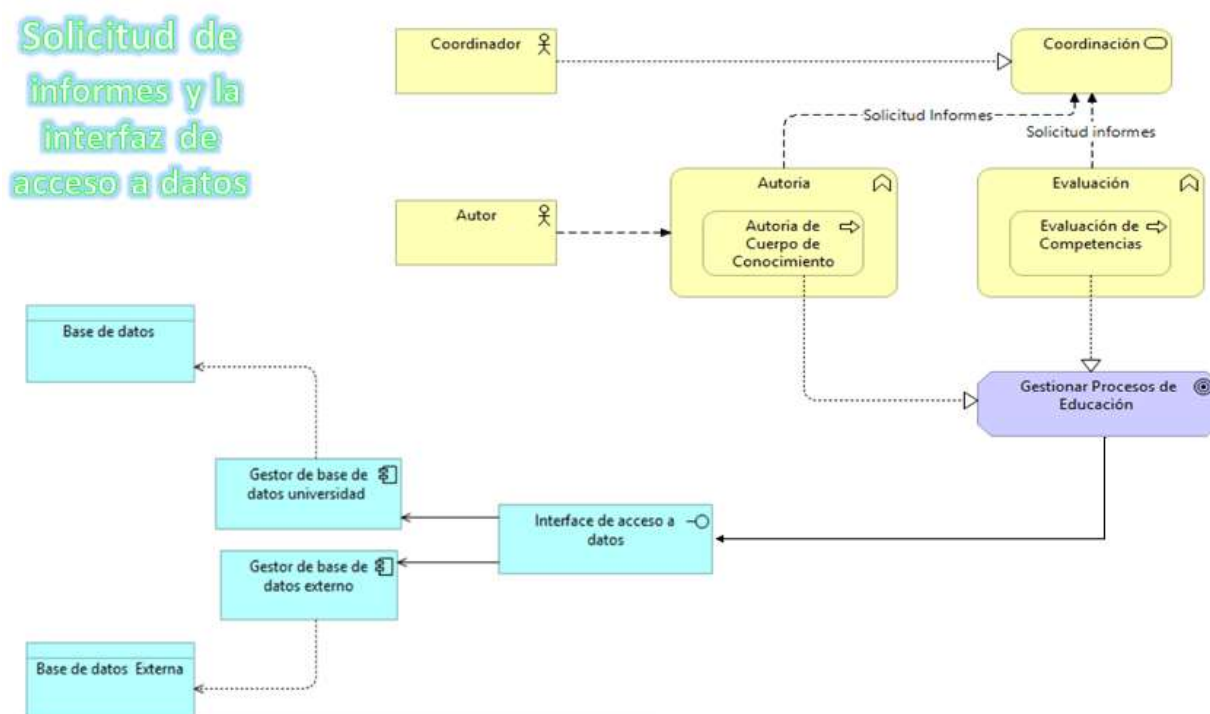 Solicitud de
informes y la
interfaz de
acceso a datos
Coordinador
Coordinación
Solicitud Informes
Solicitud informes
Autor
Autoría
Autoria de
Cuerpo de
Conocimiento
Evaluación
Evaluación de
Competencias
Base de datos
Gestionar Procesos de
Educación
Gestor de base de
datos universidad
Interface de acceso a
datos
Gestor de base de
datos externo
Base de datos Externa